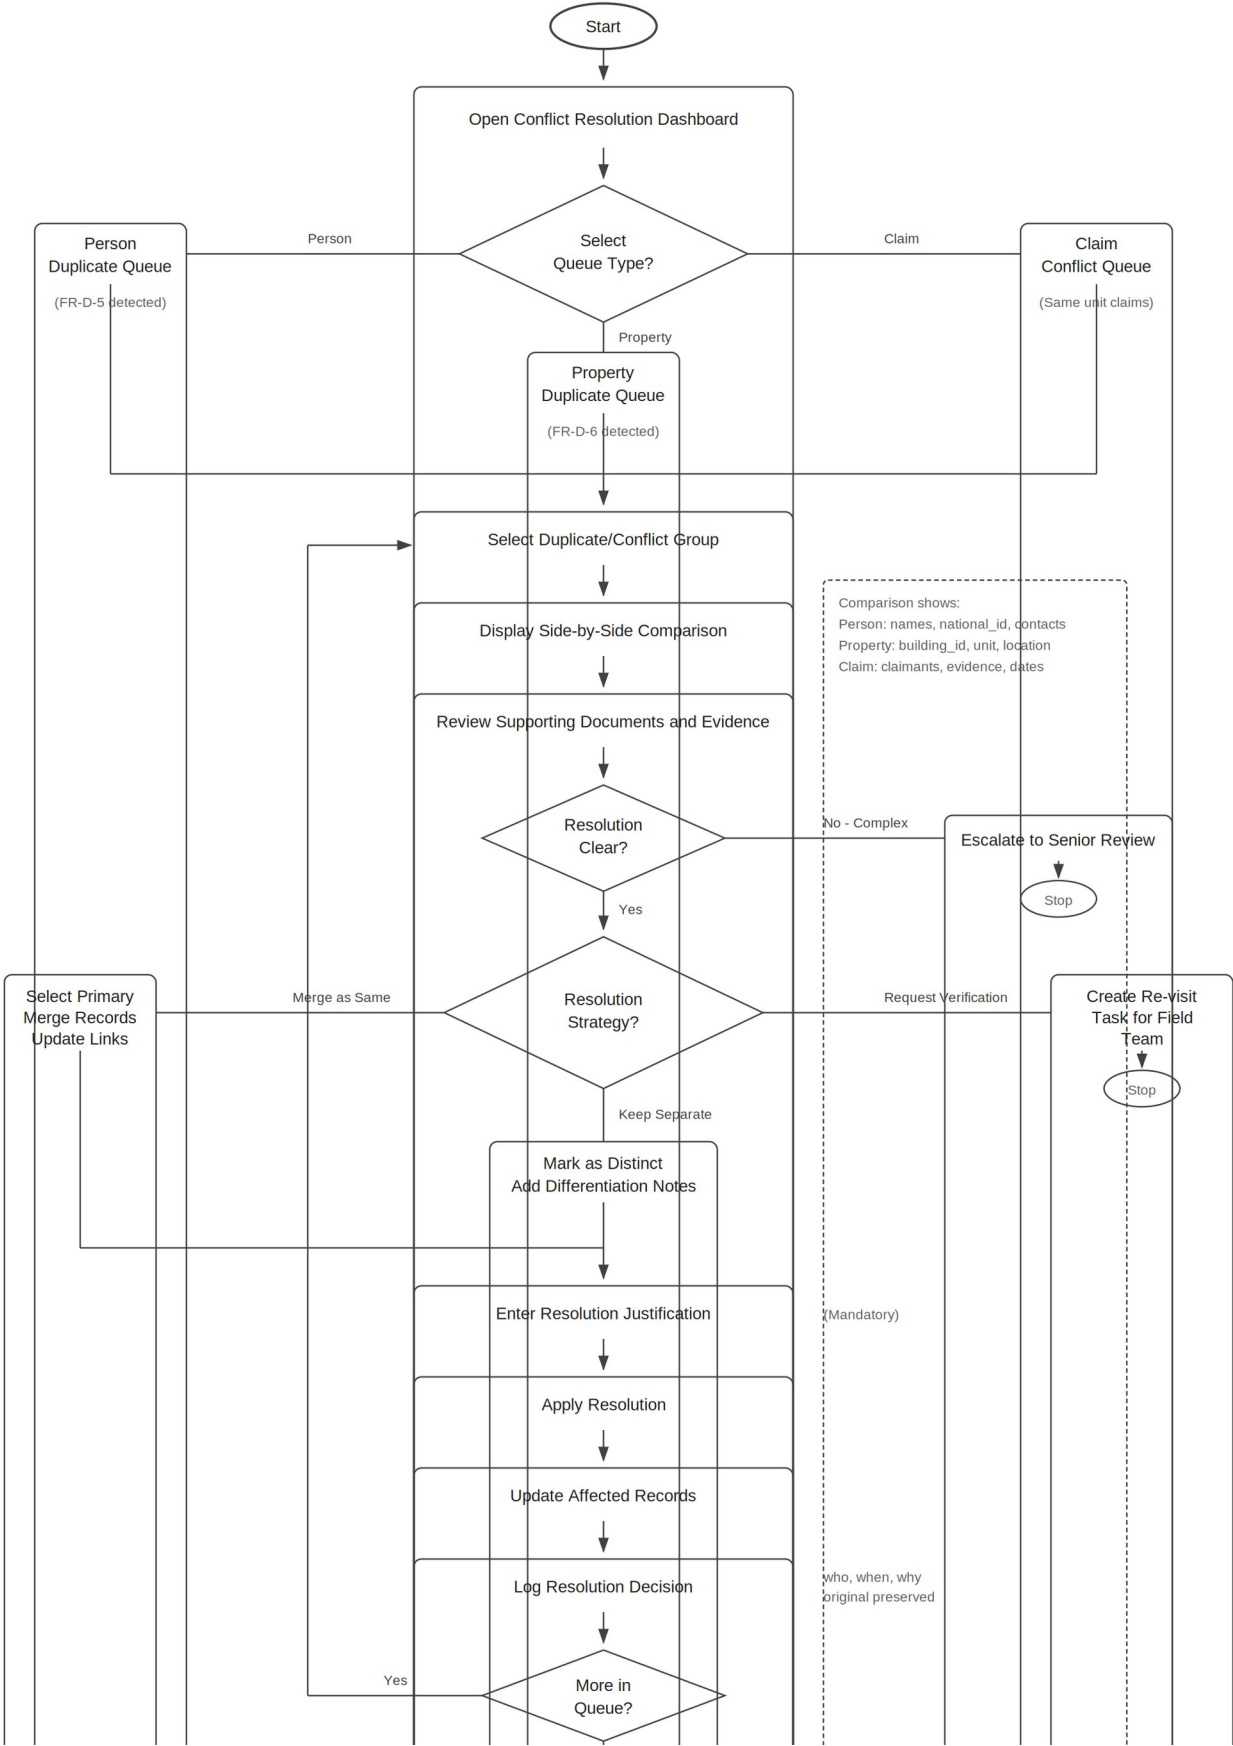 Start
Open Conflict Resolution Dashboard
Select
Queue Type?
Person
Claim
Property
Person
Duplicate Queue
(FR-D-5 detected)
Claim
Conflict Queue
(Same unit claims)
Property
Duplicate Queue
(FR-D-6 detected)
Select Duplicate/Conflict Group
Display Side-by-Side Comparison
Comparison shows:
Person: names, national_id, contacts
Property: building_id, unit, location
Claim: claimants, evidence, dates
Review Supporting Documents and Evidence
Resolution
Clear?
No - Complex
Escalate to Senior Review
Stop
Yes
Resolution
Strategy?
Merge as Same
Select Primary
Merge Records
Update Links
Request Verification
Create Re-visit
Task for Field
Team
Stop
Keep Separate
Mark as Distinct
Add Differentiation Notes
Enter Resolution Justification
(Mandatory)
Apply Resolution
Update Affected Records
Log Resolution Decision
who, when, why
original preserved
More in
Queue?
Yes